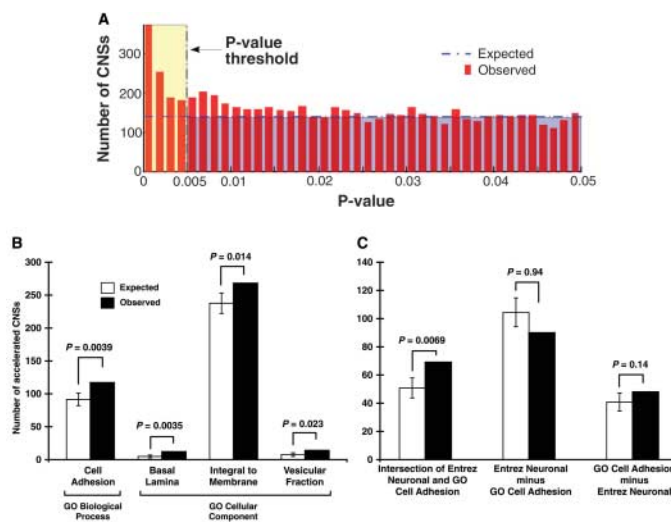 A
Number of CNSs
300
200
100
0
P-value
threshold
Expected
Observed
0
0.005
0.01
0.02
0.03
0.04
0.05
P-value
B
Number of accelerated CNSs
300
250
200
150
100
50
0
Expected
Observed
P = 0.0039
P = 0.0035
P = 0.014
P = 0.023
Cell
Adhesion
Basal
Lamina
Integral to
Membrane
Vesicular
Fraction
GO Biological
Process
GO Cellular
Component
C
140
120
100
80
60
40
20
0
P = 0.0069
P = 0.94
P = 0.14
Intersection of Entrez
Neuronal and GO
Cell Adhesion
Entrez Neuronal
minus
GO Cell Adhesion
GO Cell Adhesion
minus
Entrez Neuronal